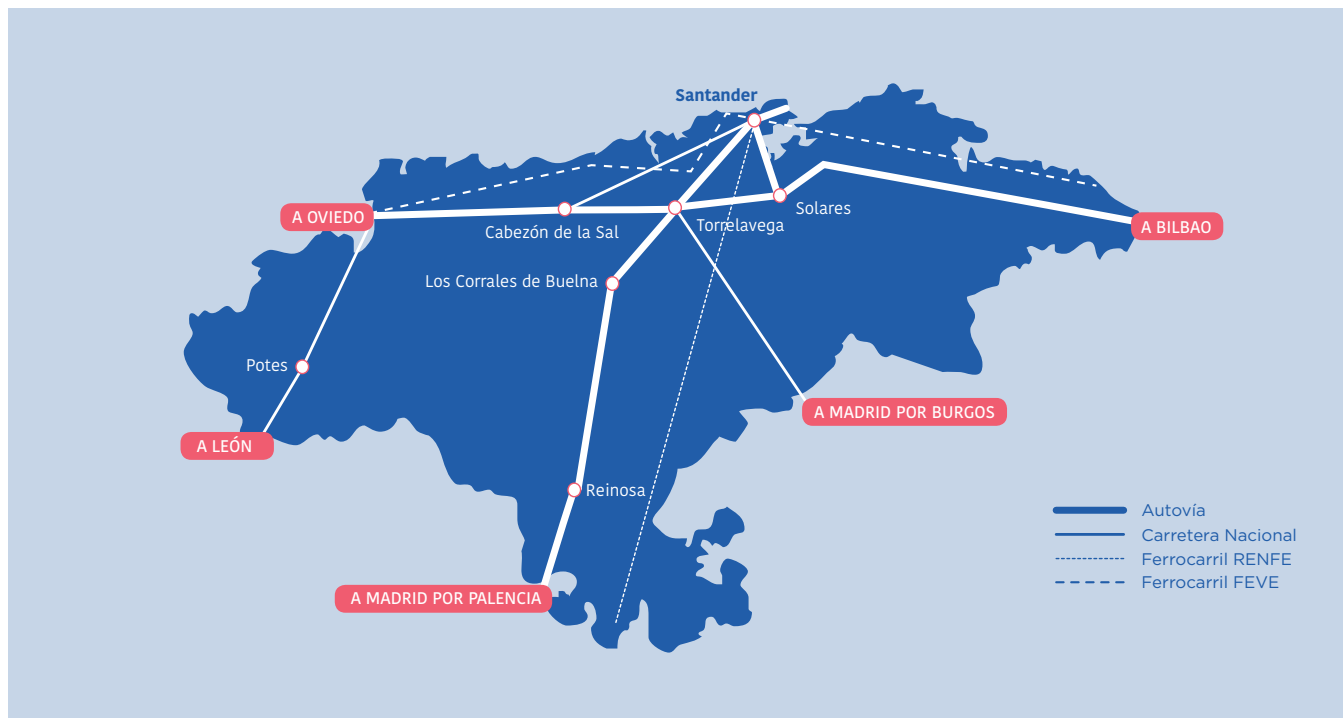 Santander
A OVIEDO
Solares
Cabezón de la Sal
Torrelavega
A BILBAO
Los Corrales de Buelna
Potes
A MADRID POR BURGOS
A LEÓN
Reinosa
A MADRID POR PALENCIA
Autovía
Carretera Nacional
Ferrocarril RENFE
Ferrocarril FEVE